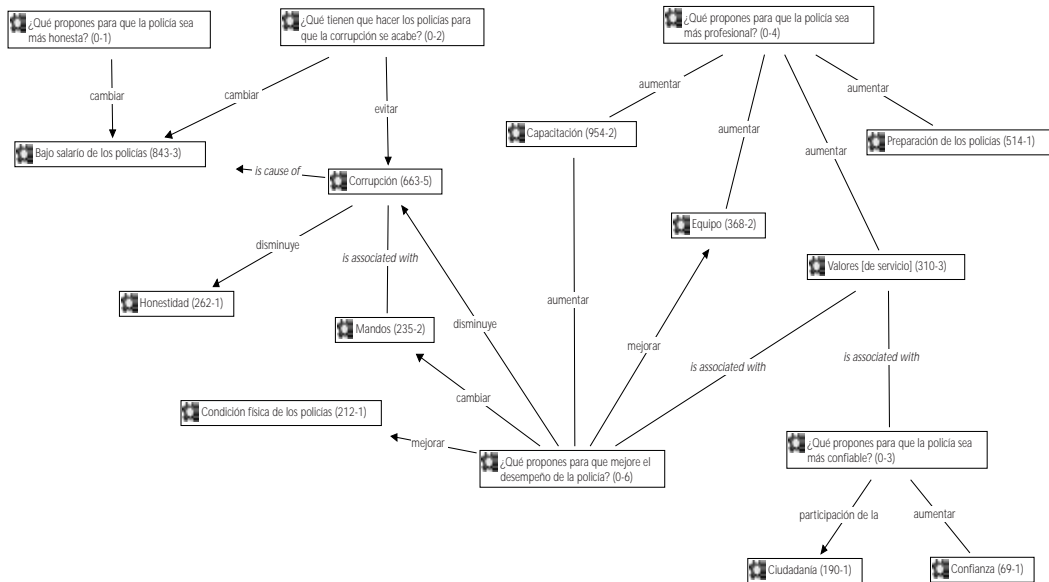 ¿Qué propones para que la policía sea
más honesta? (0-1)
¿Qué tienen que hacer los policías para
que la corrupción se acabe? (0-2)
¿Qué propones para que la policía sea
más profesional? (0-4)
cambiar
cambiar
evitar
aumentar
aumentar
aumentar
aumentar
Bajo salario de los policías (843-3)
Capacitación (954-2)
Preparación de los policías (514-1)
is cause of
Corrupción (663-5)
Equipo (368-2)
disminuye
is associated with
Valores [de servicio] (310-3)
Honestidad (262-1)
Mandos (235-2)
aumentar
disminuye
mejorar
is associated with
is associated with
cambiar
Condición física de los policías (212-1)
mejorar
¿Qué propones para que mejore el
desempeño de la policía? (0-6)
¿Qué propones para que la policía sea
más confiable? (0-3)
participación de la
aumentar
Ciudadanía (190-1)
Confianza (69-1)